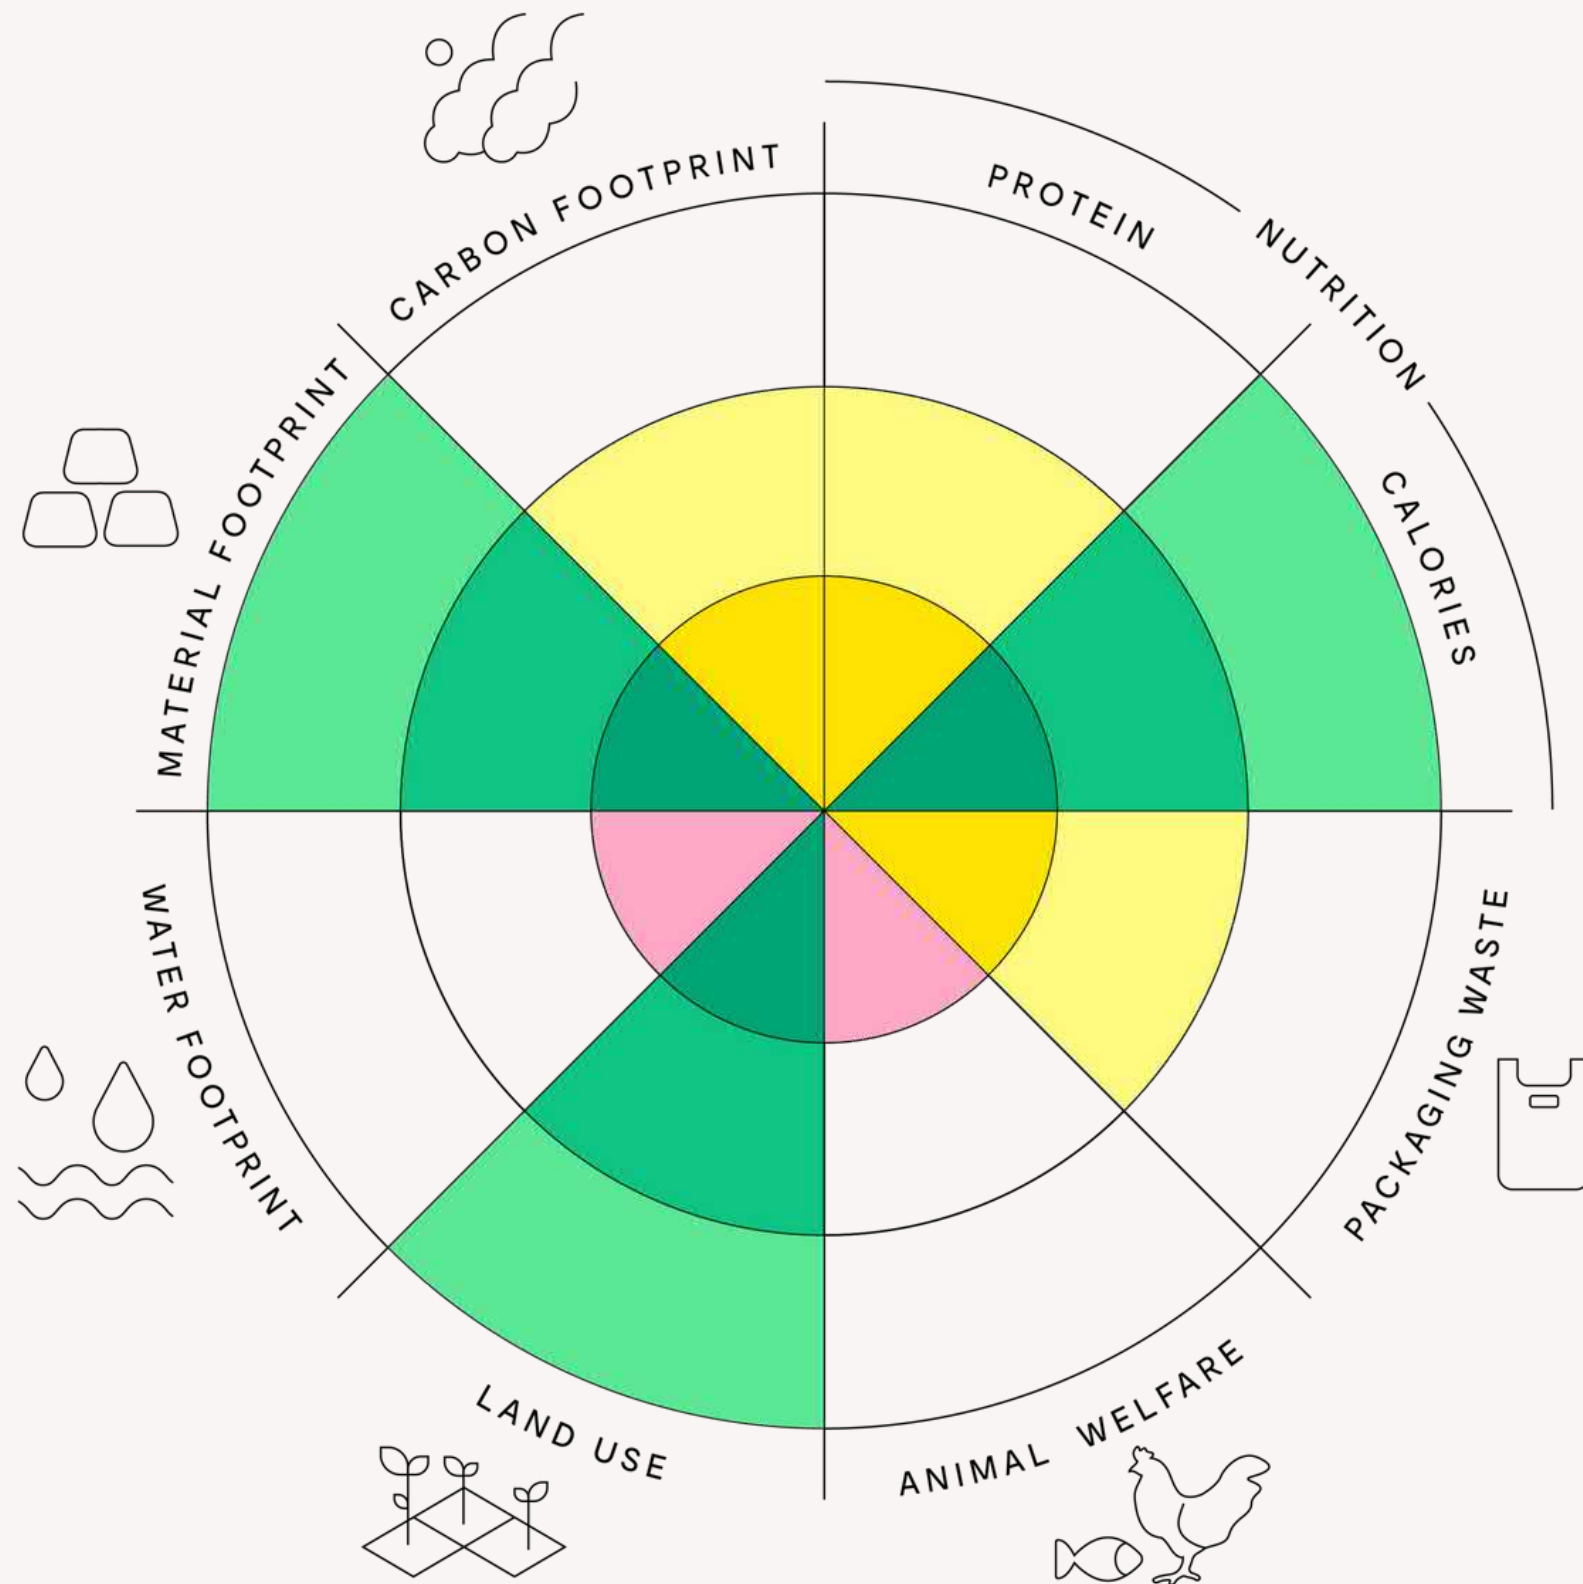 CARBON FOOTPRINT
PROTEIN
NUTRITION
CALORIES
MATERIAL FOOTPRINT
WATER FOOTPRINT
PACKAGING WASTE
LAND USE
ANIMAL WELFARE